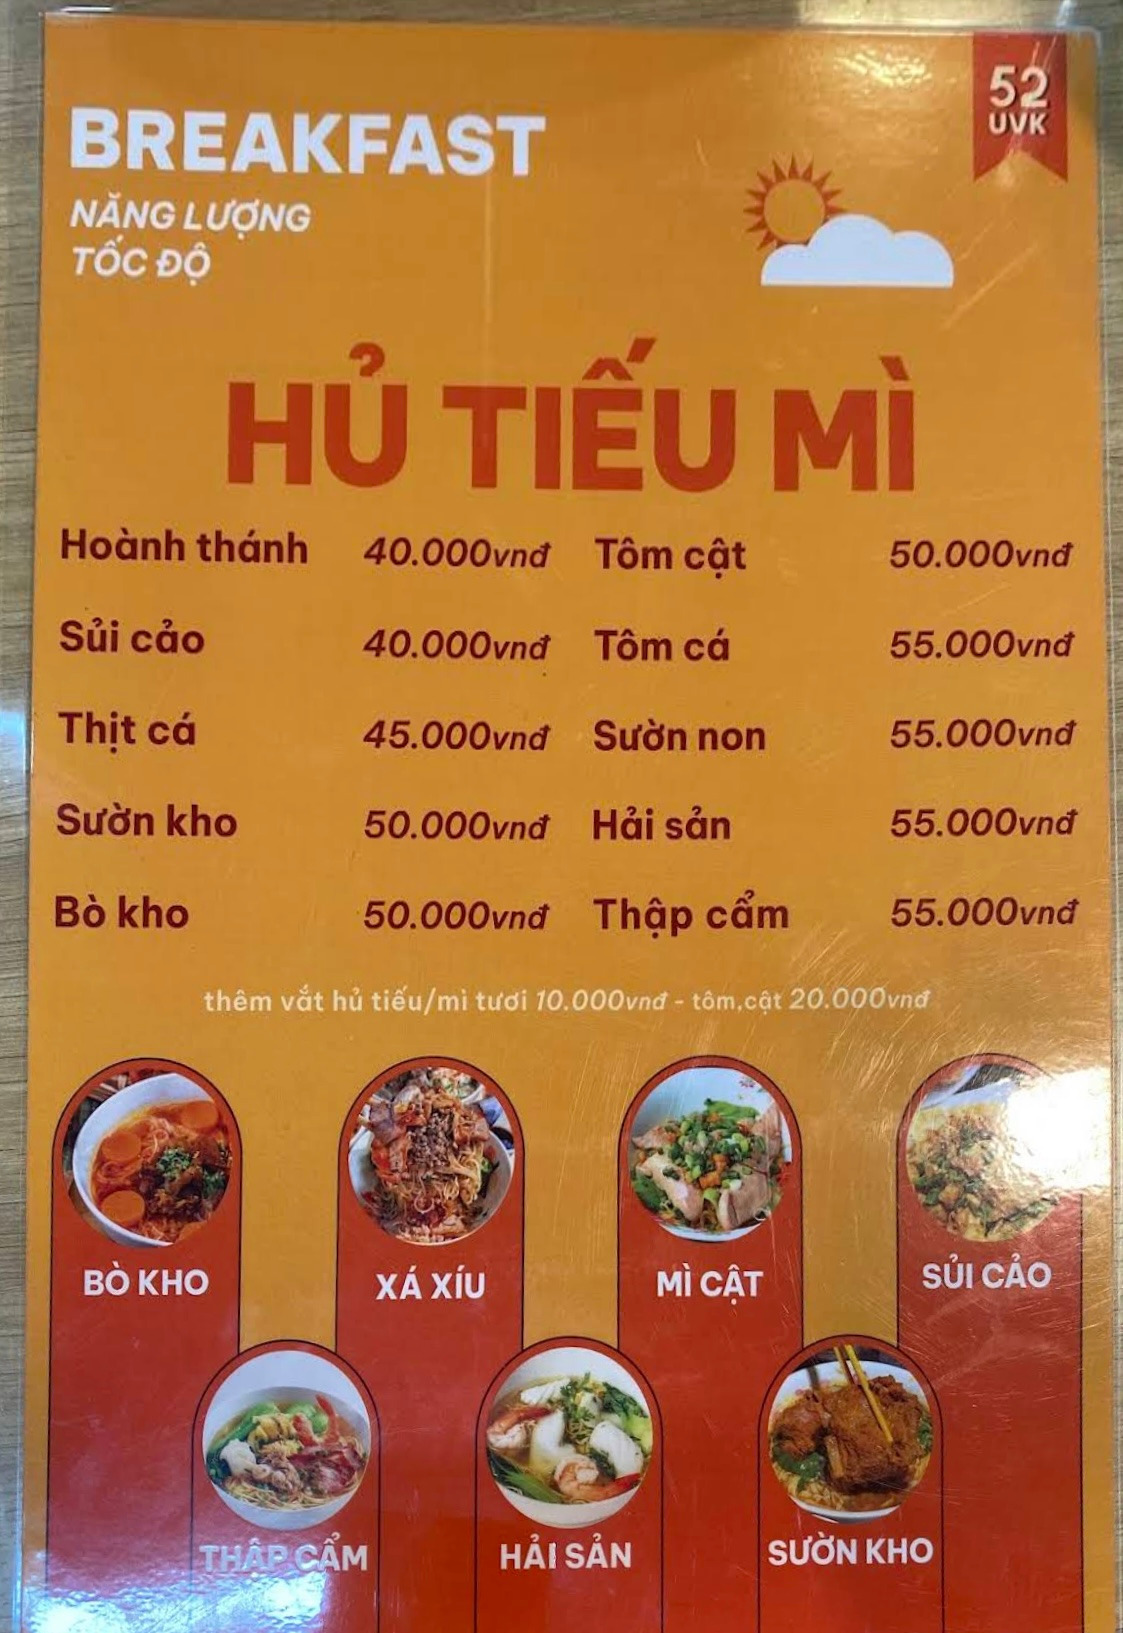 52
UVK
BREAKFAST
NĂNG LƯỢNG
TỐC ĐỘ
HỦ TIẾU MÌ
Hoành thánh 40.000vnđ Tôm cật 50.000vnđ
Sủi cảo 40.000vnđ Tôm cá 55.000vnđ
Thịt cá 45.000vnđ Sườn non 55.000vnđ
Sườn kho 50.000vnđ Hải sản 55.000vnđ
Bò kho 50.000vnđ Thập cẩm 55.000vnđ
thêm vắt hủ tiếu/mì tươi 10.000vnđ - tôm,cật 20.000vnđ
BÒ KHO XÁ XÍU MÌ CẬT SỦI CẢO
THẬP CẨM HẢI SẢN SƯỜN KHO